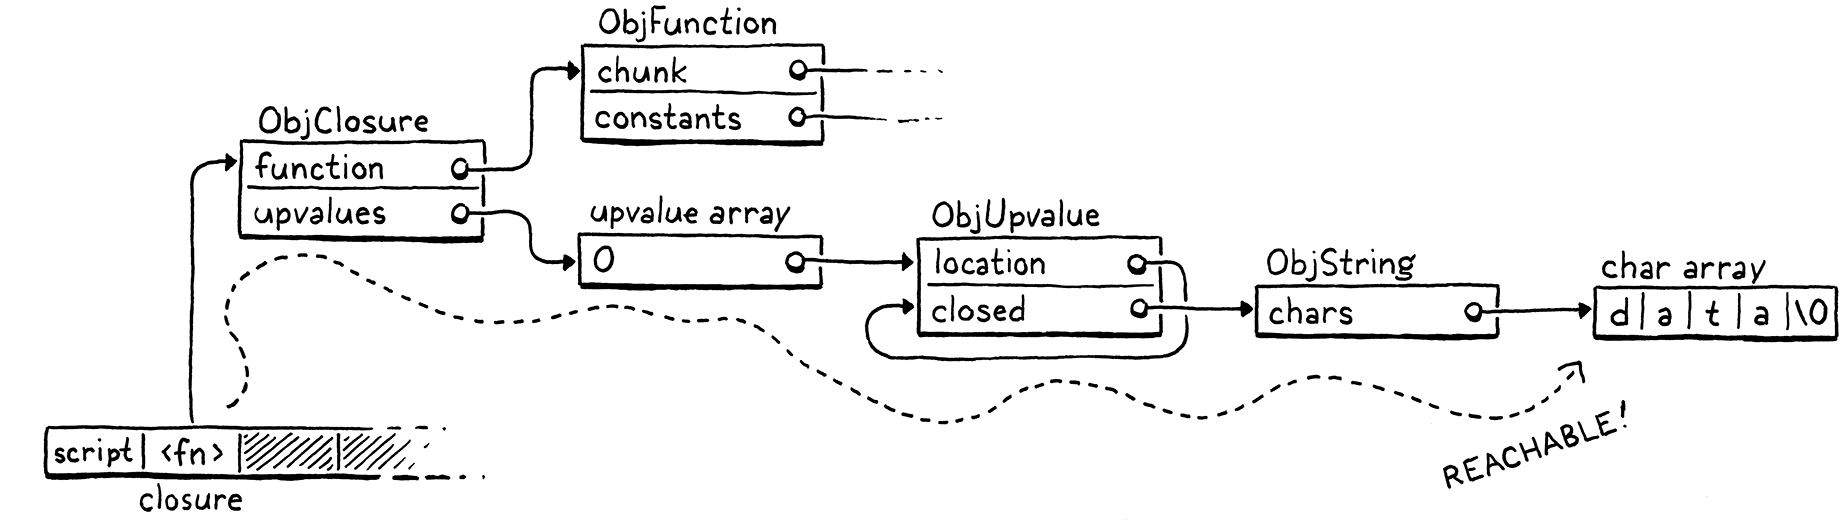 ObjFunction
chunk
constants
ObjClosure
function
upvalues
upvalue array
0
ObjUpvalue
location
closed
ObjString
chars
char array
d a t a \0
REACHABLE!
script <fn>
closure